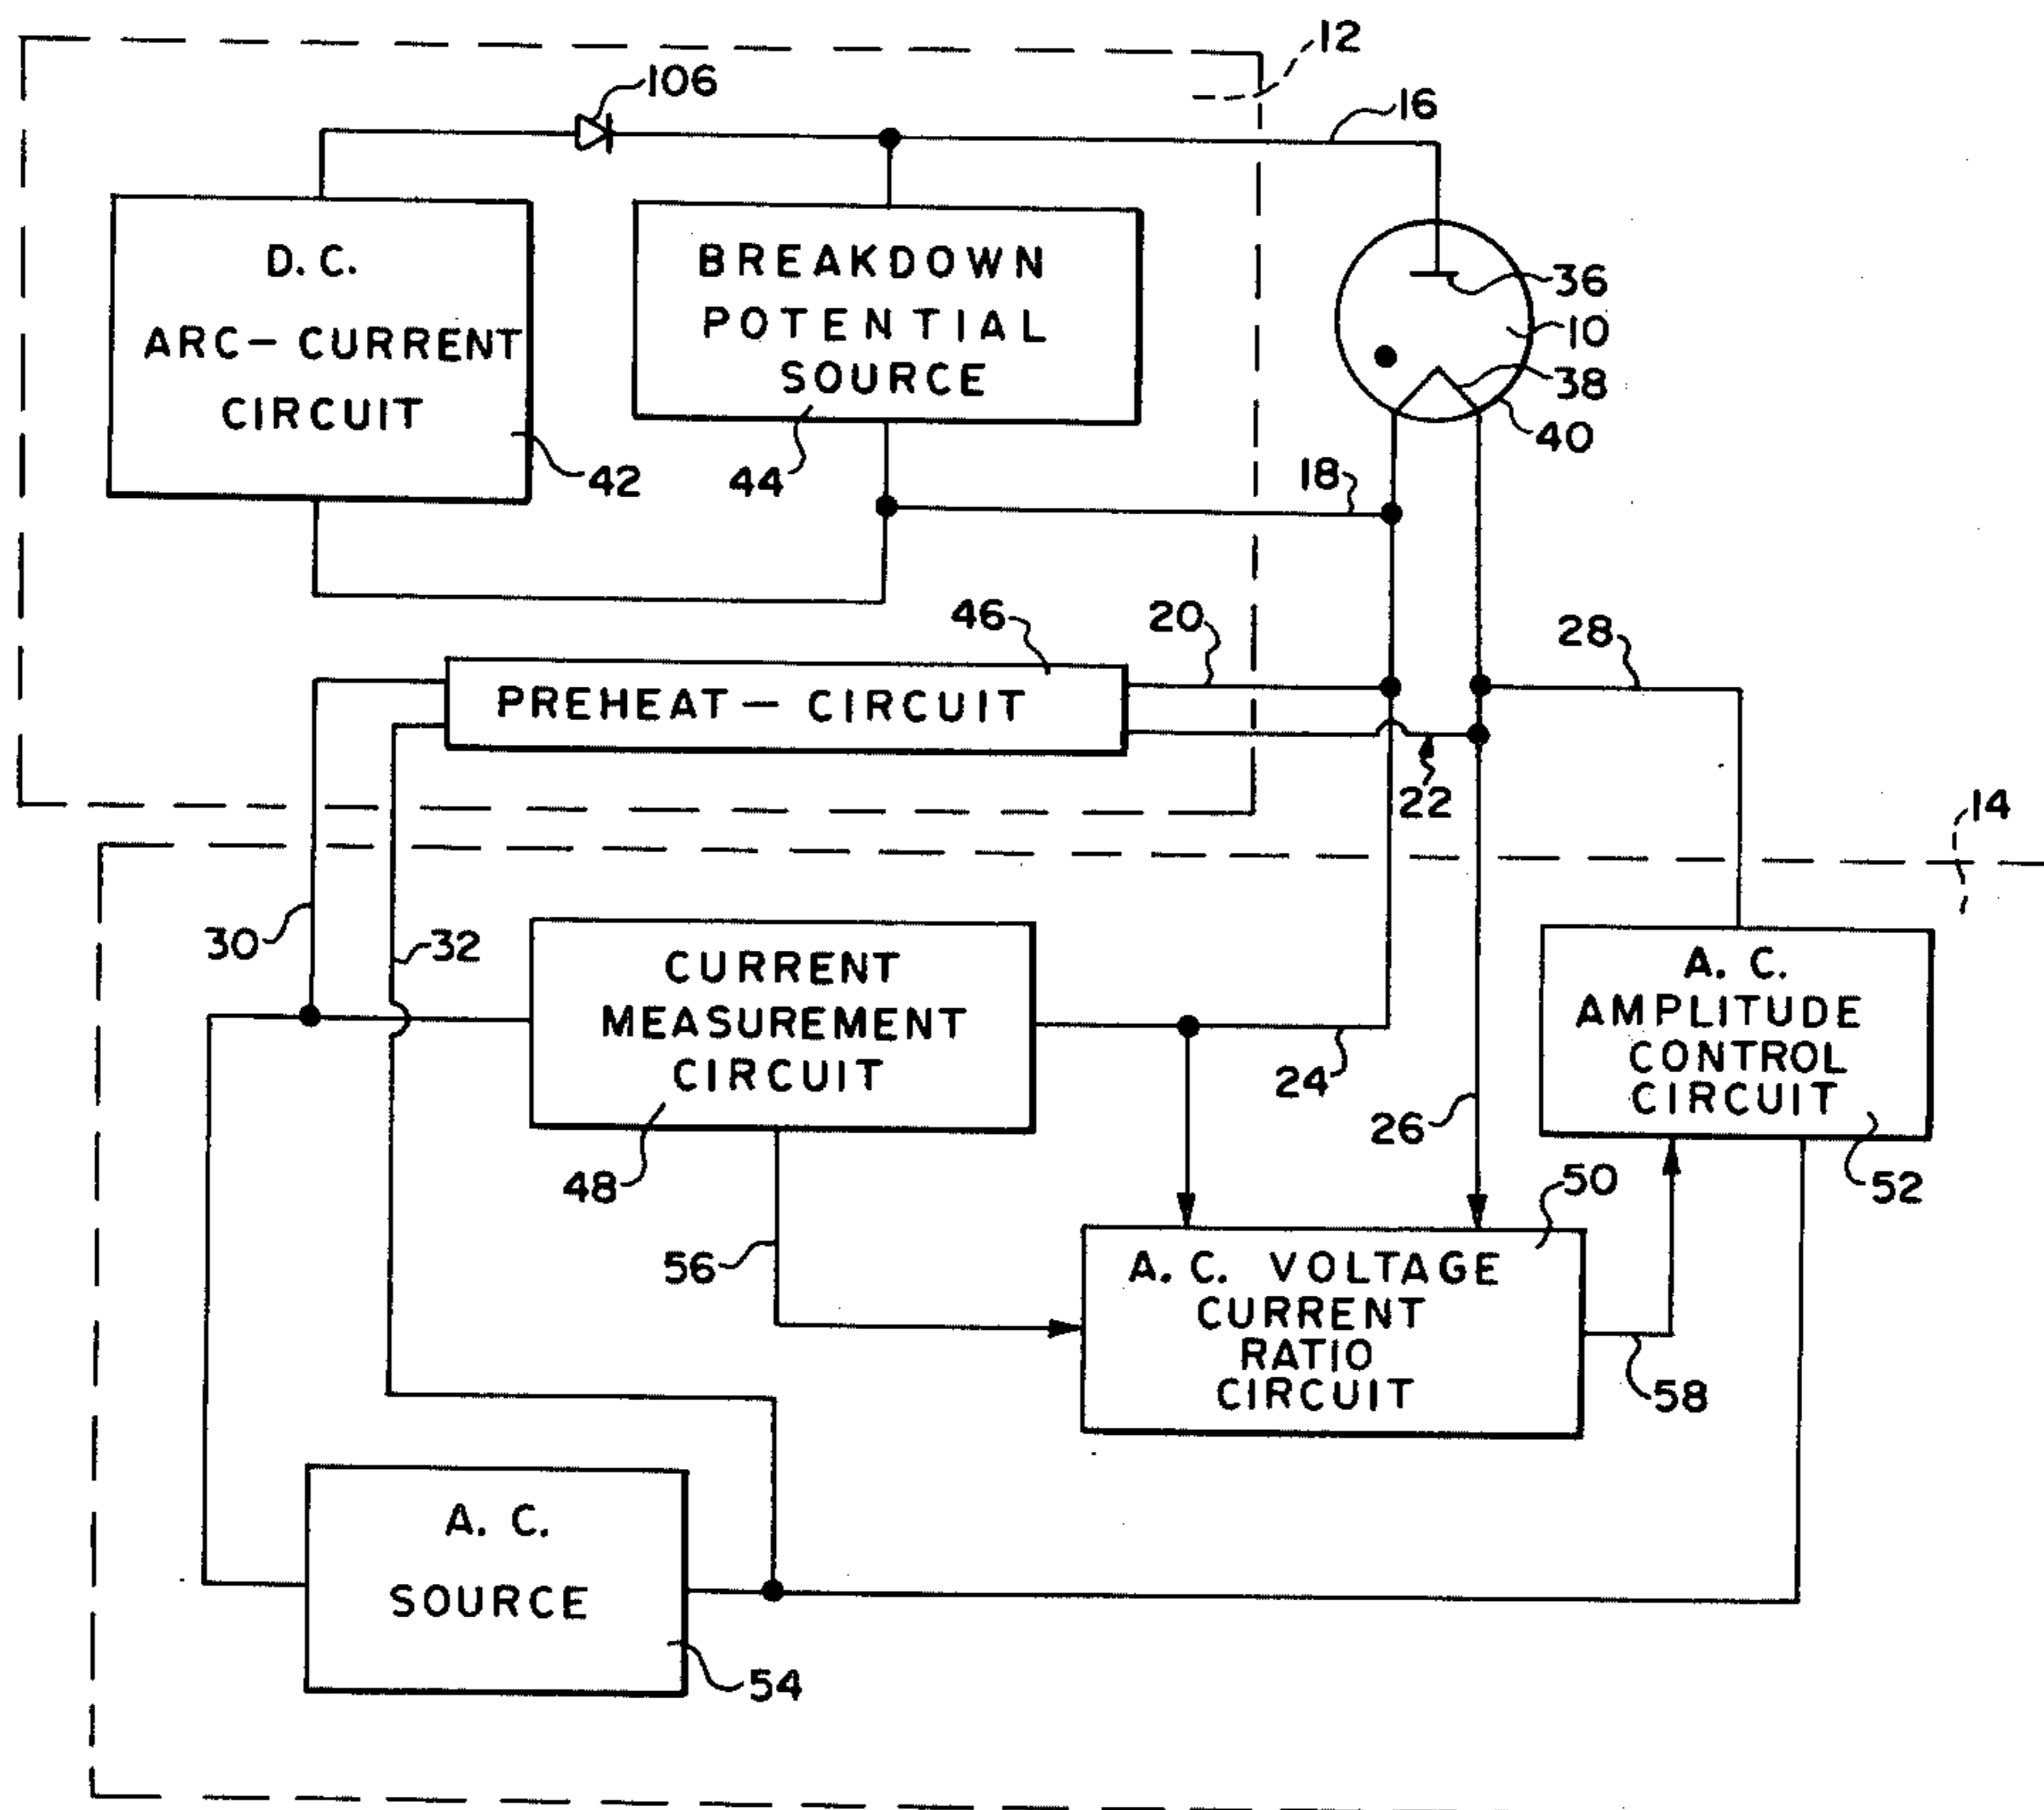 12
106
16
D.C.
ARC-CURRENT
CIRCUIT
42
BREAKDOWN
POTENTIAL
SOURCE
44
36
10
38
40
18
46
20
28
PREHEAT- CIRCUIT
22
14
30
32
CURRENT
MEASUREMENT
CIRCUIT
48
24
26
A. C.
AMPLITUDE
CONTROL
CIRCUIT
52
50
56
A. C. VOLTAGE
CURRENT
RATIO
CIRCUIT
58
A. C.
SOURCE
54